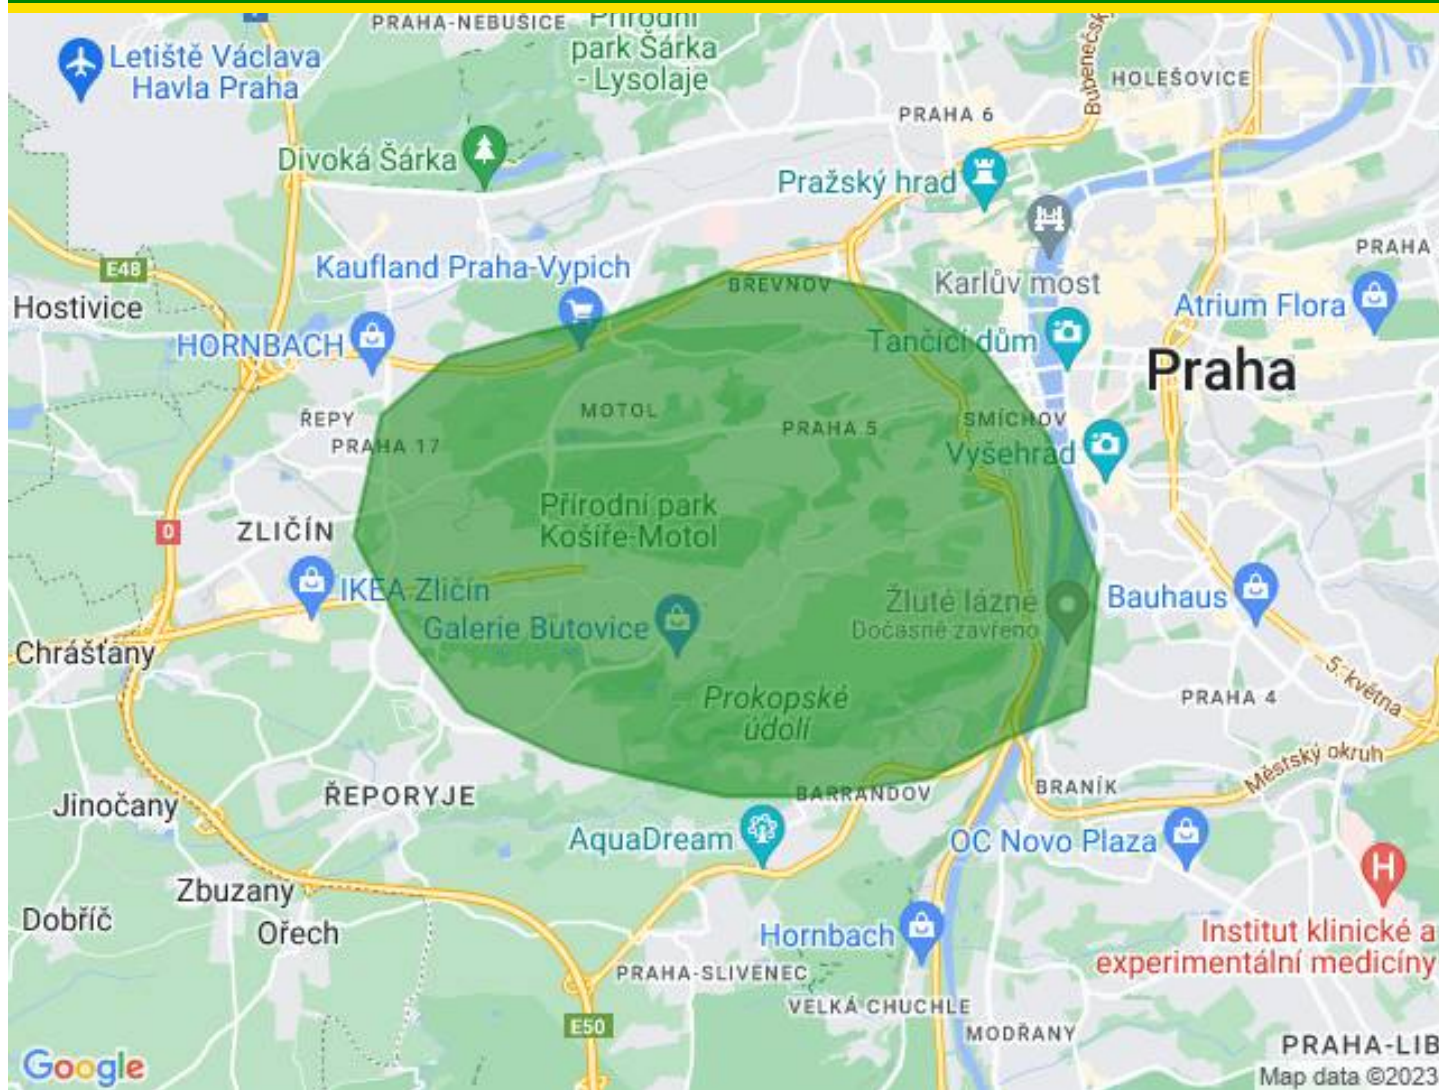 PRAHA-NEBUŠICE
Přírodní
park Šárka
- Lysolaje
Letiště Václava
Havla Praha
Bubenečský
HOLEŠOVICE
PRAHA 6
Divoká Šárka
Pražský hrad
PRAHA
E48
Kaufland Praha-Vypich
BŘEVNOV
Karlův most
Hostivice
Atrium Flora
HORNBACH
Tančící dům
Praha
ŘEPY
MOTOL
SMÍCHOV
PRAHA 5
PRAHA 17
Vyšehrad
Přírodní park
Košíře-Motol
0
ZLIČÍN
IKEA Zličín
Žluté lázně
Dočasně zavřeno
Bauhaus
Galerie Butovice
Chrášťany
5. května
Prokopské
údolí
PRAHA 4
Městský okruh
BRANÍK
BARRANDOV
ŘEPORYJE
Jinočany
AquaDream
OC Novo Plaza
H
Zbuzany
Dobříč
Ořech
Hornbach
Institut klinické a
experimentální medicíny
PRAHA-SLIVENEC
VELKÁ CHUCHLE
E50
MODŘANY
PRAHA-LIB
Google
Map data ©2023